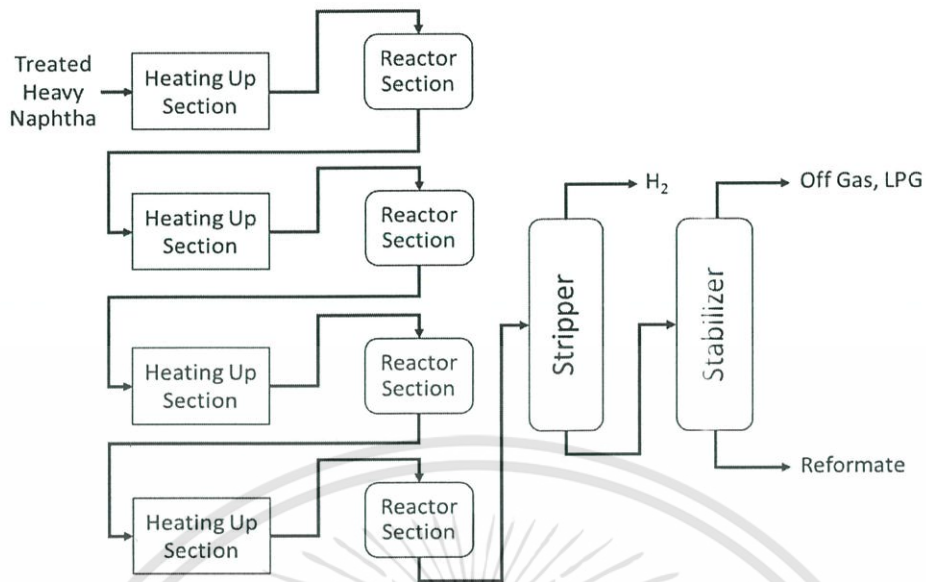 Treated
Heavy
Naphtha
Heating Up
Section
Reactor
Section
Heating Up
Section
Reactor
Section
Heating Up
Section
Reactor
Section
Heating Up
Section
Reactor
Section
Stripper
H₂
Stabilizer
Off Gas, LPG
Reformate